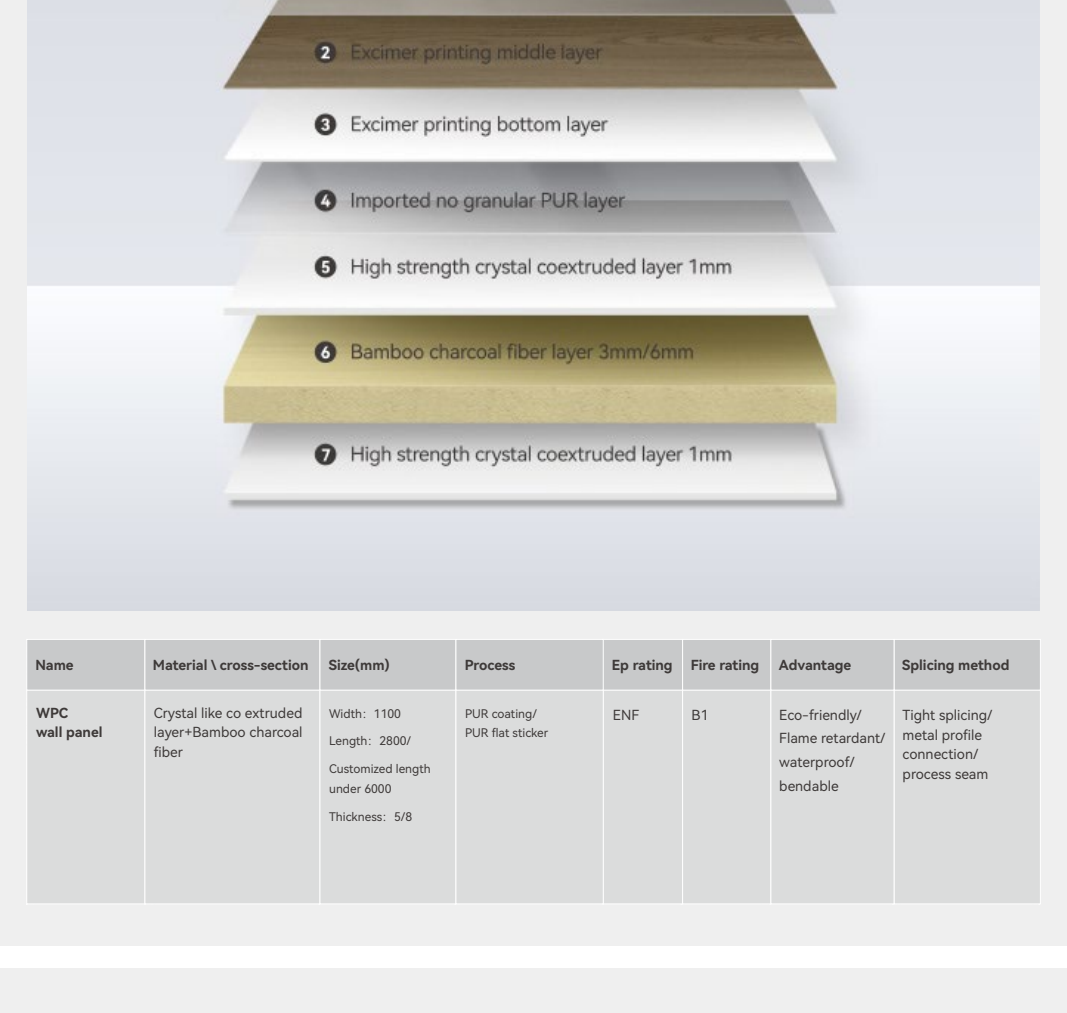 2 Excimer printing middle layer
3 Excimer printing bottom layer
4 Imported no granular PUR layer
5 High strength crystal coextruded layer 1mm
6 Bamboo charcoal fiber layer 3mm/6mm
7 High strength crystal coextruded layer 1mm
Name
Material \ cross-section
Size(mm)
Process
Ep rating
Fire rating
Advantage
Splicing method
WPC
wall panel
Crystal like co extruded
layer+Bamboo charcoal
fiber
Width: 1100
Length: 2800/
Customized length
under 6000
Thickness: 5/8
PUR coating/
PUR flat sticker
ENF
B1
Eco-friendly/
Flame retardant/
waterproof/
bendable
Tight splicing/
metal profile
connection/
process seam